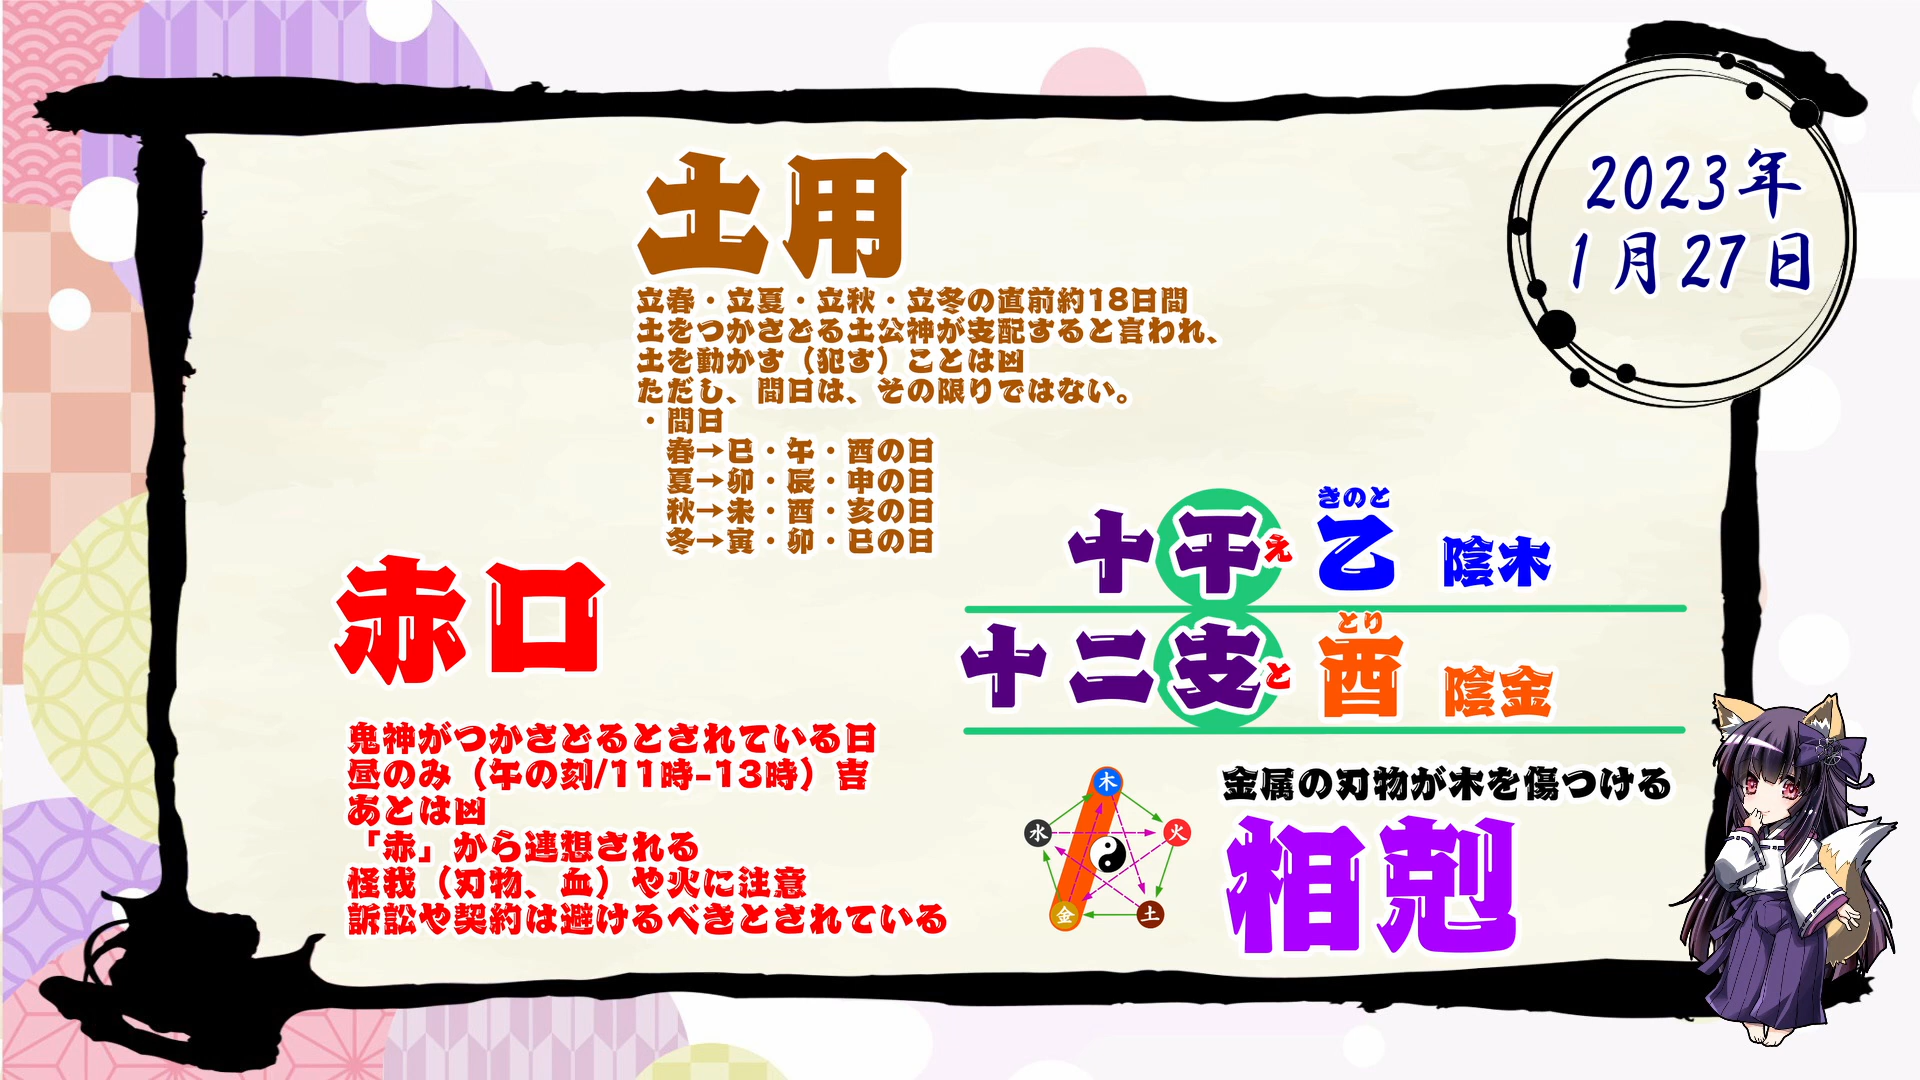 2023年
1月27日
土用
立春・立夏・立秋・立冬の直前約18日間
土をつかさどる土公神が支配すると言われ、
土を動かす（犯す）ことは凶
ただし、間日は、その限りではない。
・間日
春→巳・午・酉の日
夏→卯・辰・申の日
秋→未・酉・亥の日
冬→寅・卯・巳の日
赤口
鬼神がつかさどるとされている日
昼のみ（午の刻/11時-13時）吉
あとは凶
「赤」から連想される
怪我（刃物、血）や火に注意
訴訟や契約は避けるべきとされている
きのと
十干え 乙 陰木
とり
十二支と 酉 陰金
金属の刃物が木を傷つける
相剋
木
水
火
金
土